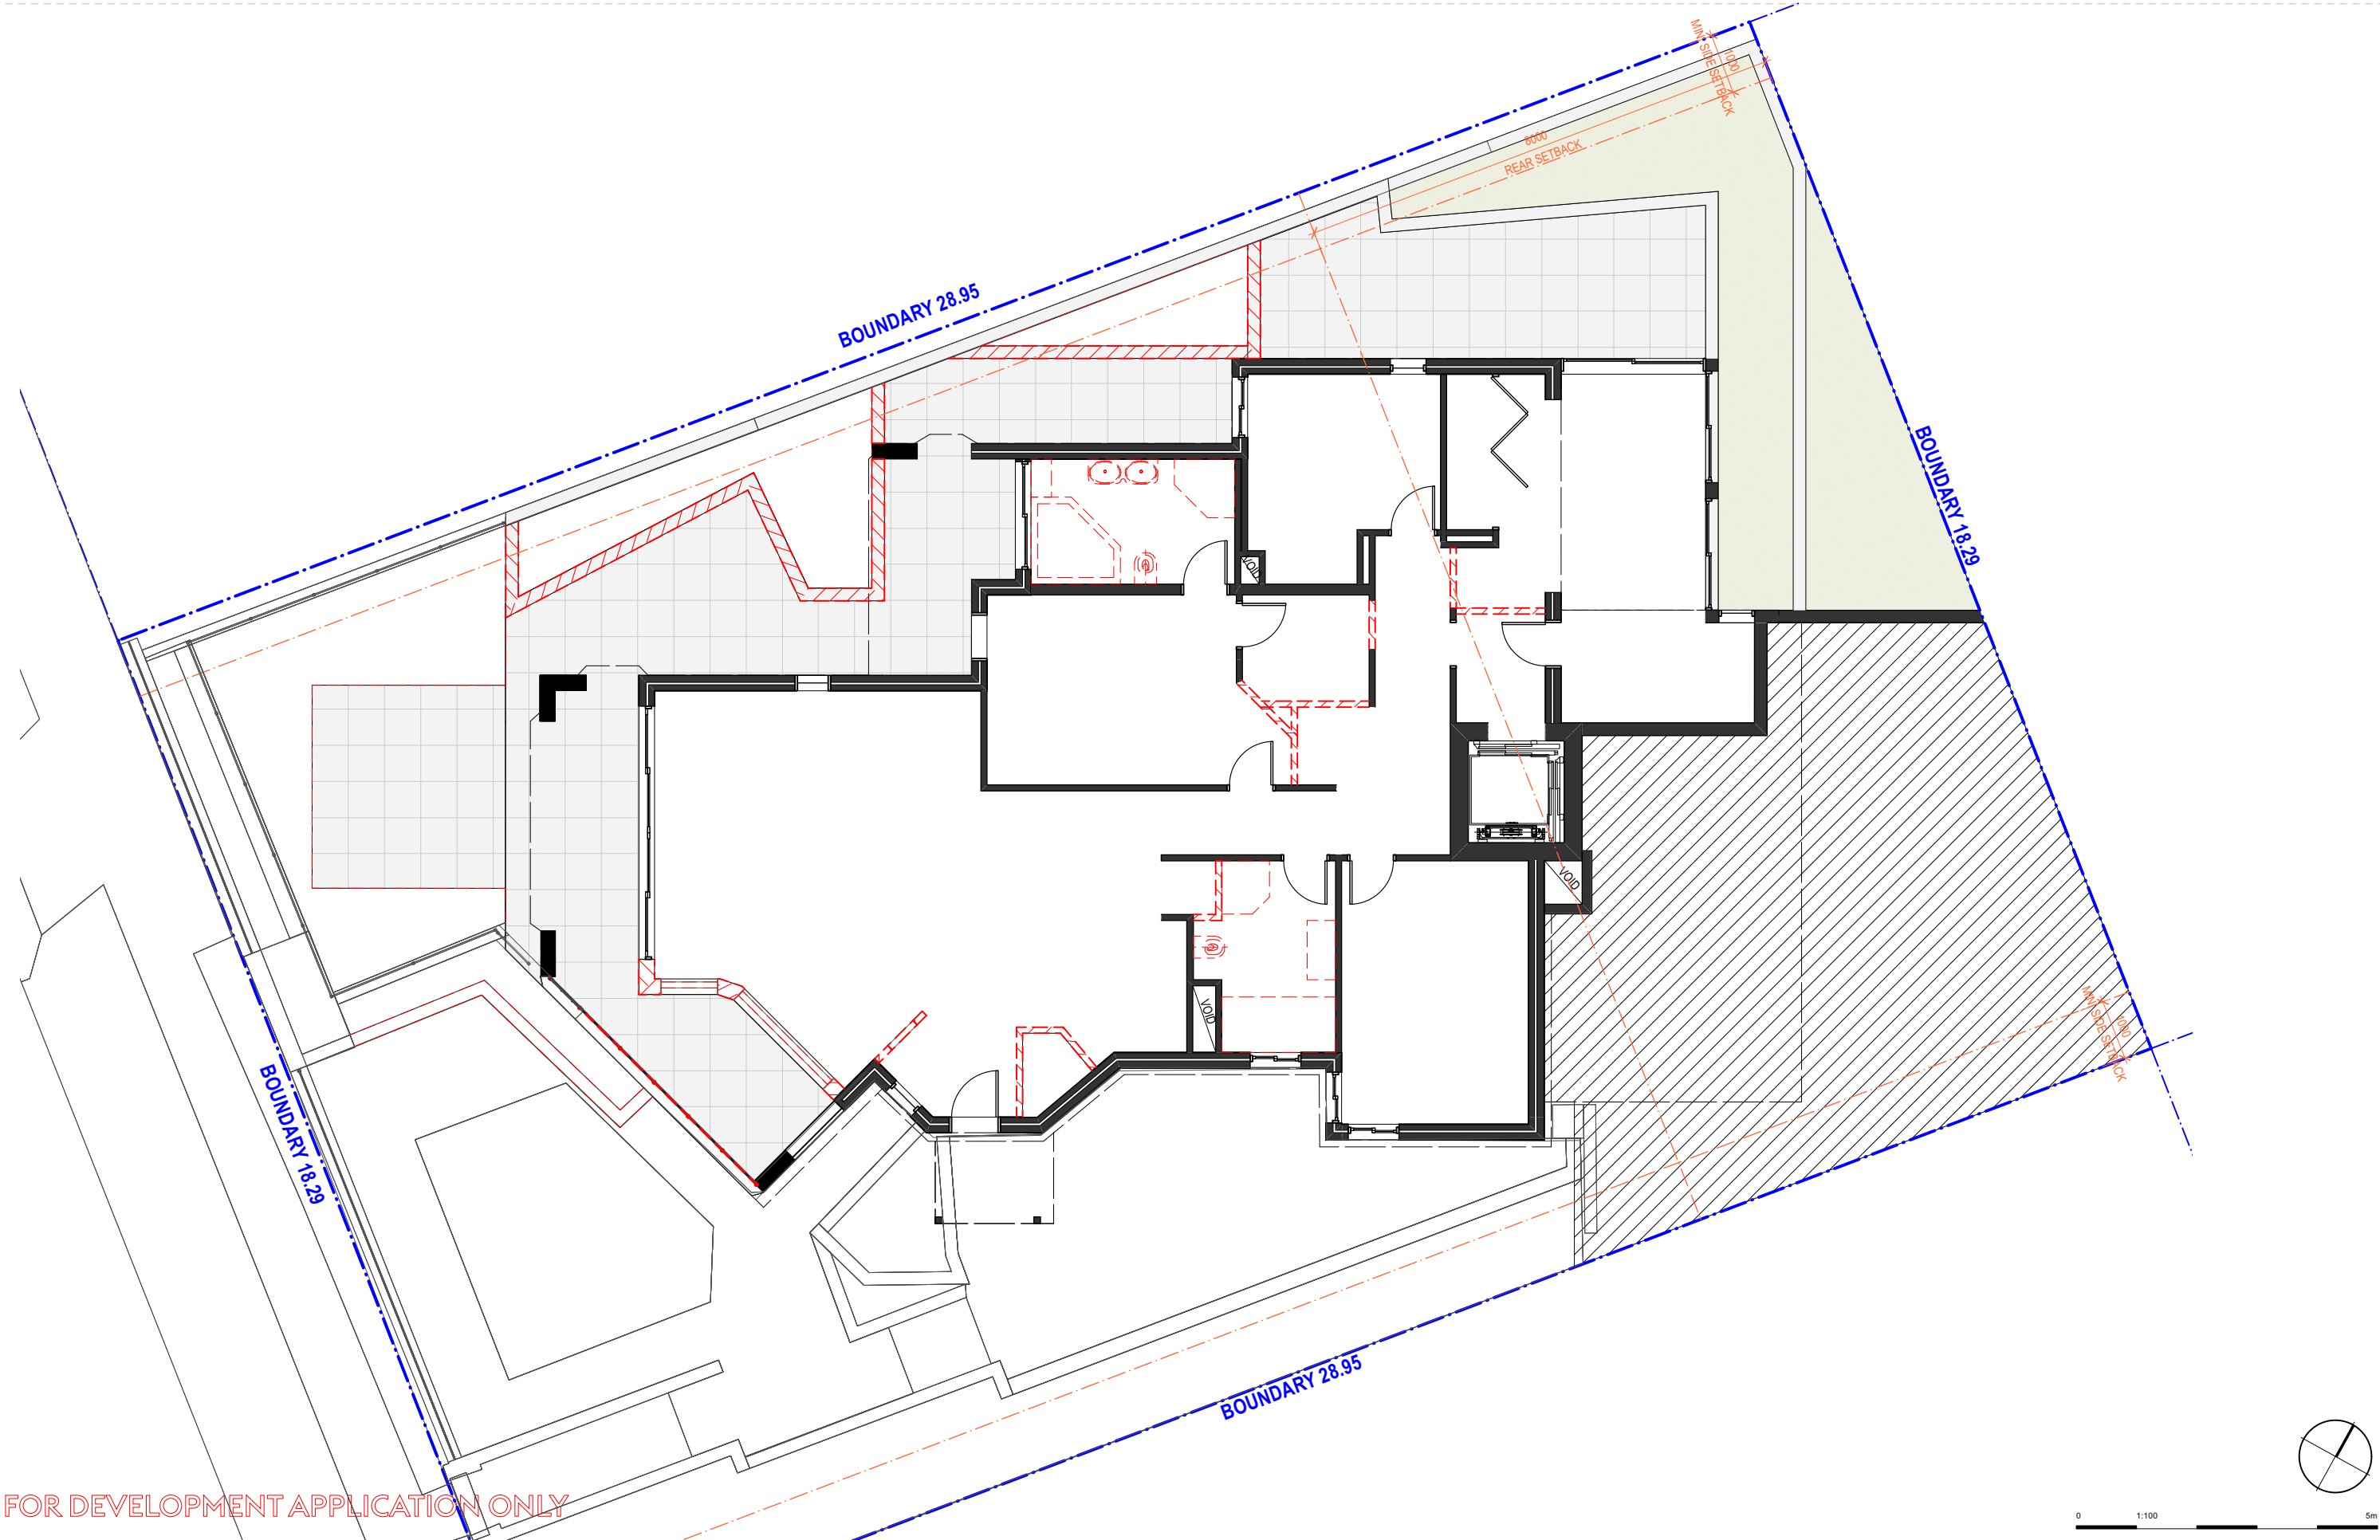 MIN SIDE SETBACK
1000
8000
REAR SETBACK
BOUNDARY 28.95
BOUNDARY 18.29
VOID
VOID
VOID
MIN SIDE SETBACK
1000
BOUNDARY 18.29
BOUNDARY 28.95
FOR DEVELOPMENT APPLICATION ONLY
0 1:100 5m